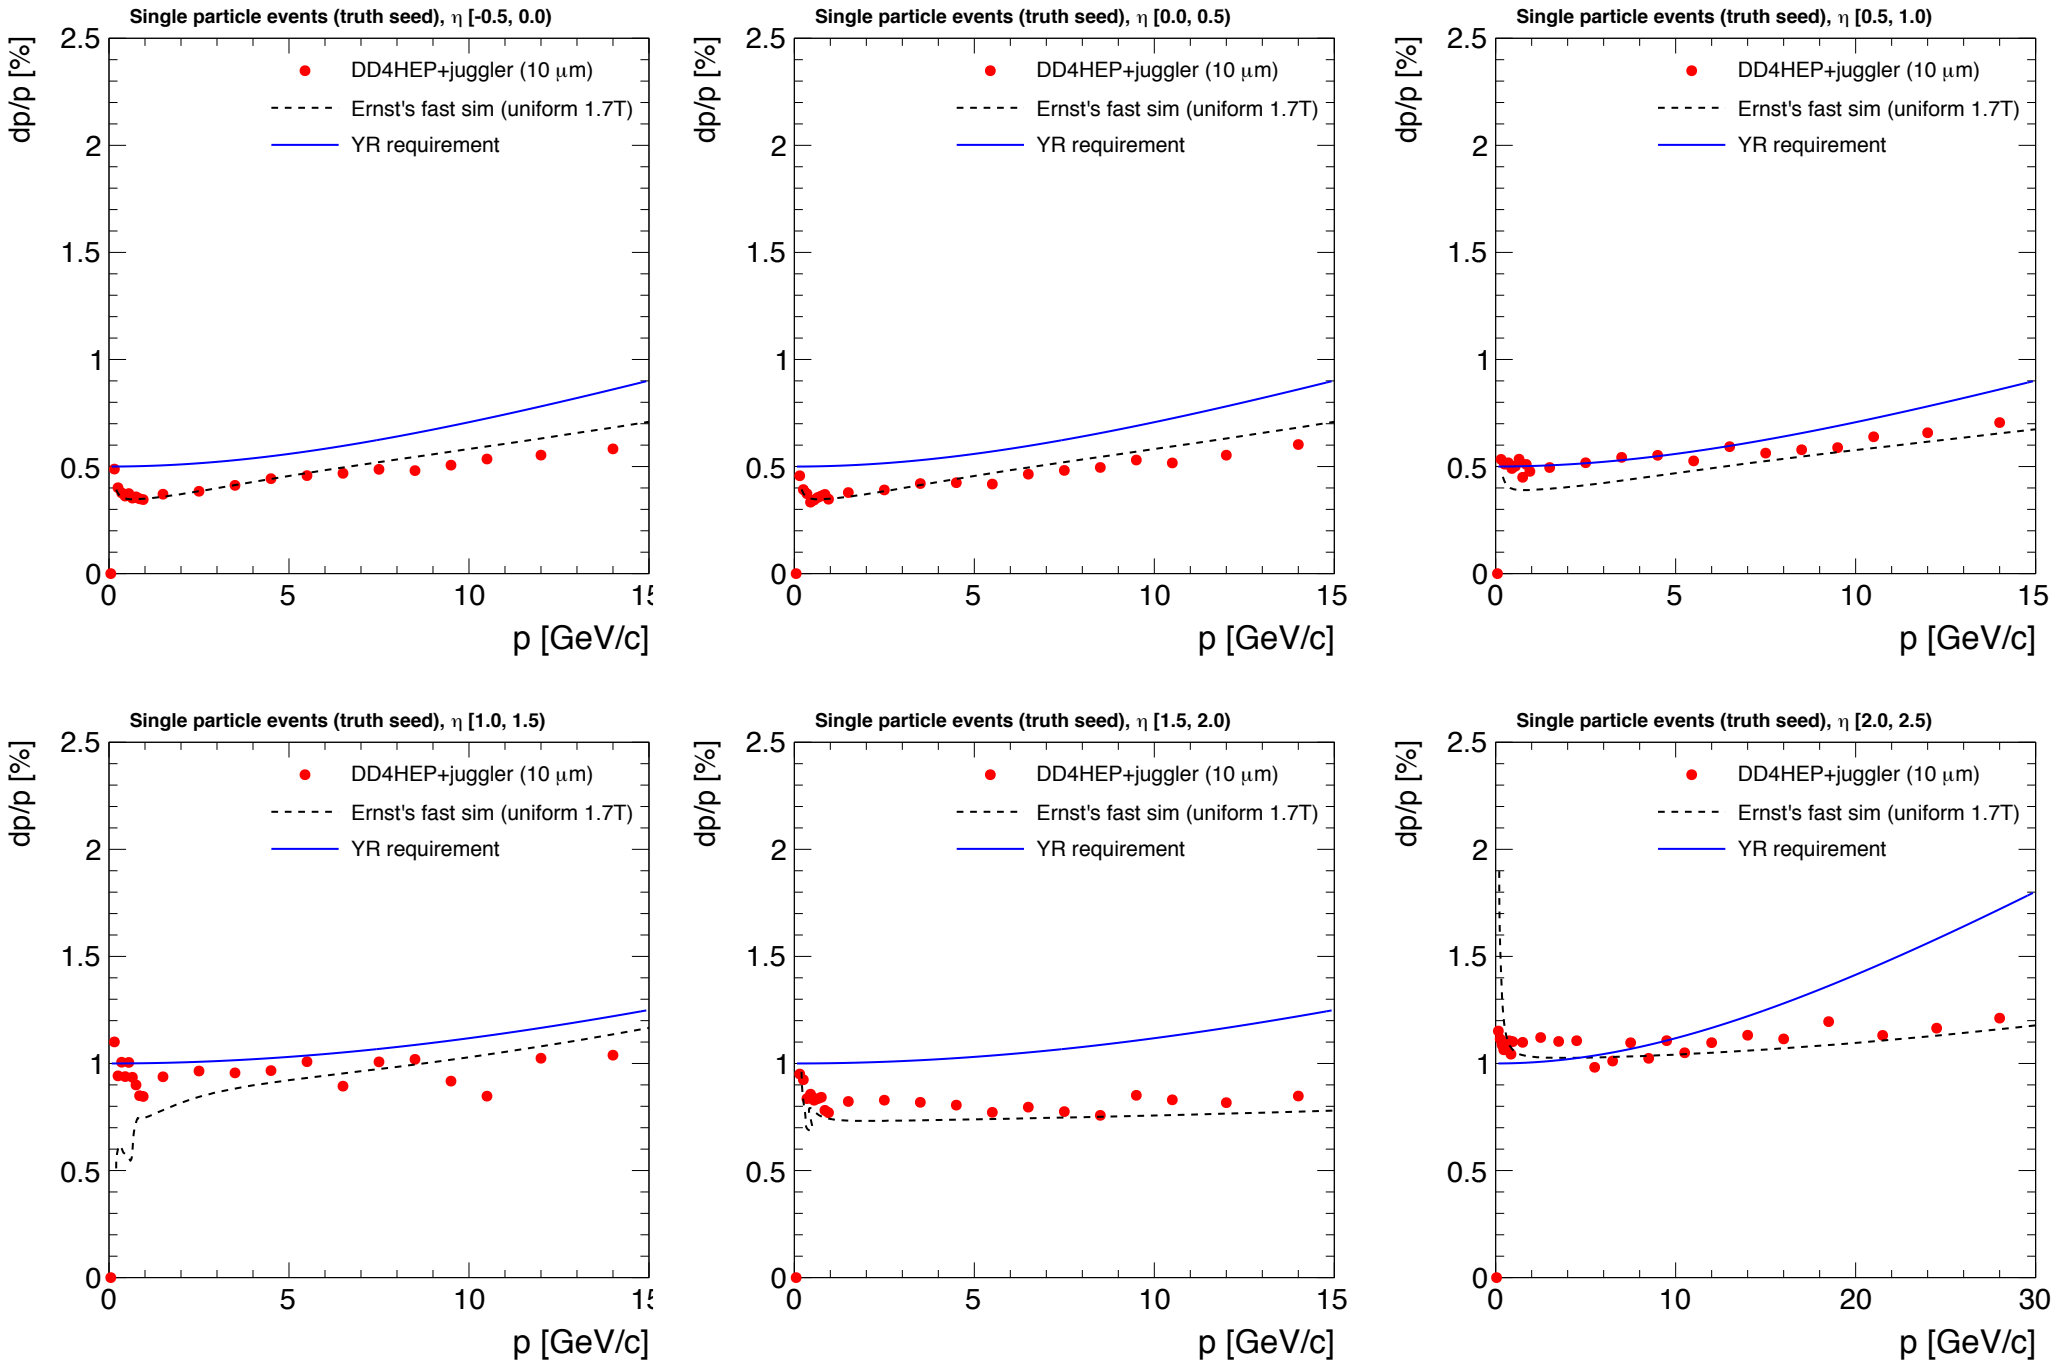 Single particle events (truth seed), η [-0.5, 0.0)
dp/p [%]
2.5
2
1.5
1
0.5
0
DD4HEP+juggler (10 μm)
Ernst's fast sim (uniform 1.7T)
YR requirement
0 5 10 15
p [GeV/c]
Single particle events (truth seed), η [0.0, 0.5)
dp/p [%]
2.5
2
1.5
1
0.5
0
DD4HEP+juggler (10 μm)
Ernst's fast sim (uniform 1.7T)
YR requirement
0 5 10 15
p [GeV/c]
Single particle events (truth seed), η [0.5, 1.0)
dp/p [%]
2.5
2
1.5
1
0.5
0
DD4HEP+juggler (10 μm)
Ernst's fast sim (uniform 1.7T)
YR requirement
0 5 10 15
p [GeV/c]
Single particle events (truth seed), η [1.0, 1.5)
dp/p [%]
2.5
2
1.5
1
0.5
0
DD4HEP+juggler (10 μm)
Ernst's fast sim (uniform 1.7T)
YR requirement
0 5 10 15
p [GeV/c]
Single particle events (truth seed), η [1.5, 2.0)
dp/p [%]
2.5
2
1.5
1
0.5
0
DD4HEP+juggler (10 μm)
Ernst's fast sim (uniform 1.7T)
YR requirement
0 5 10 15
p [GeV/c]
Single particle events (truth seed), η [2.0, 2.5)
dp/p [%]
2.5
2
1.5
1
0.5
0
DD4HEP+juggler (10 μm)
Ernst's fast sim (uniform 1.7T)
YR requirement
0 10 20 30
p [GeV/c]